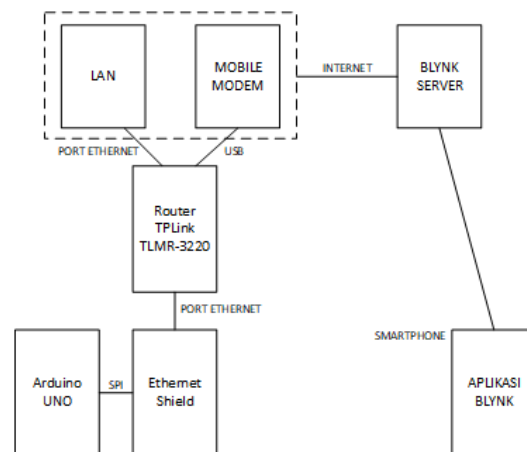 LAN
MOBILE
MODEM
INTERNET
BLYNK
SERVER
PORT ETHERNET
USB
Router
TPLink
TLMR-3220
PORT ETHERNET
SMARTPHONE
Arduino
UNO
SPI
Ethernet
Shield
APLIKASI
BLYNK